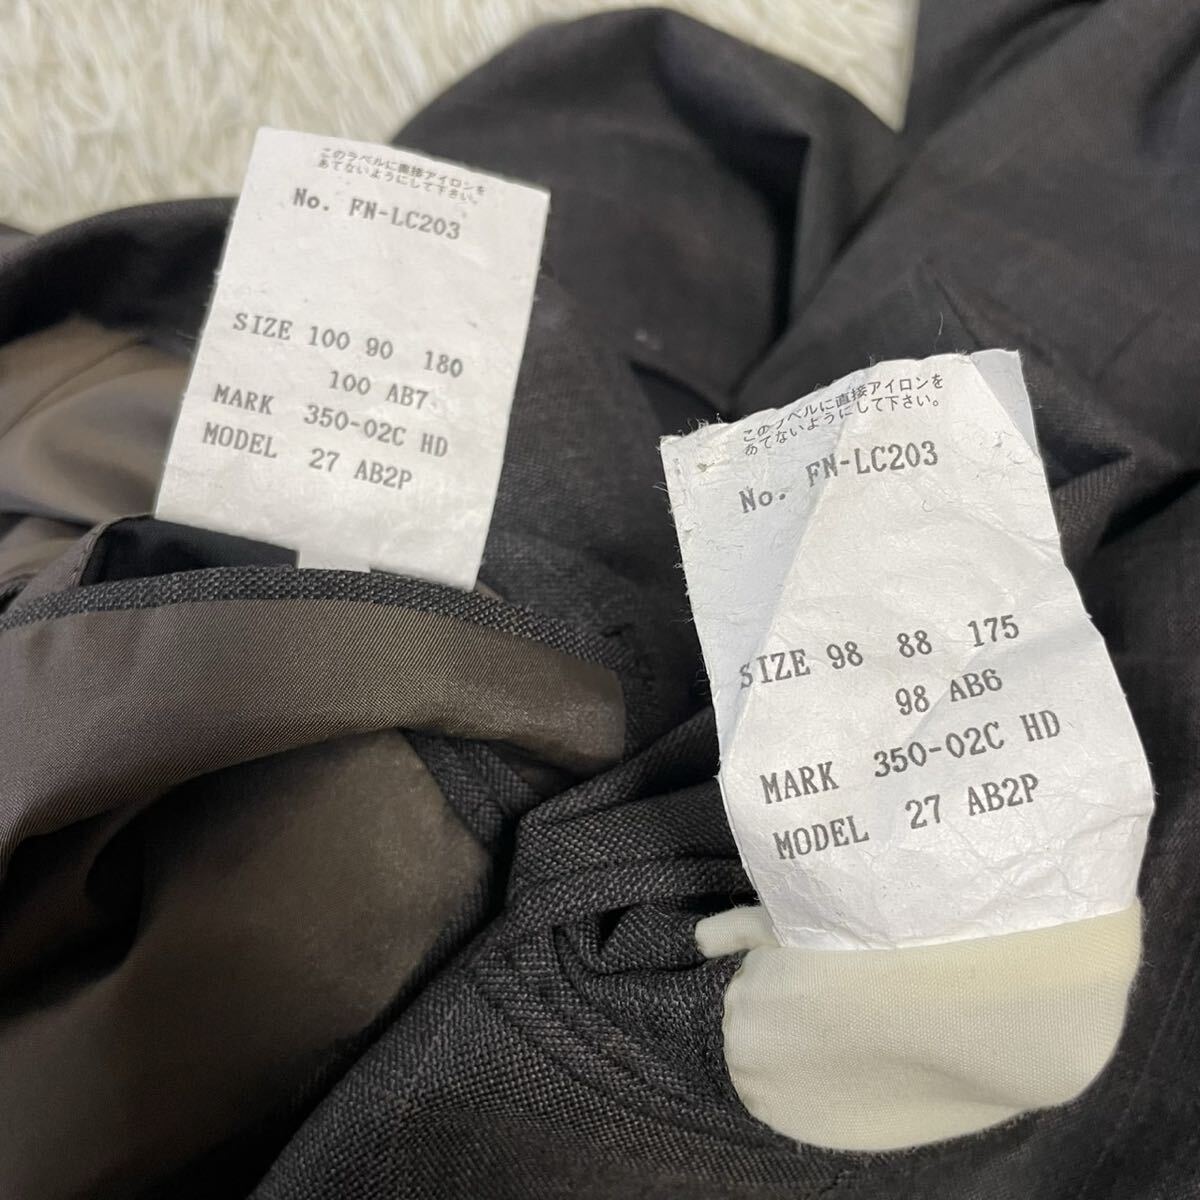 このラベルに直接アイロンを
あてないようにして下さい。
No. FN-LC203
SIZE 100 90 180
100 AB7
MARK 350-02C HD
MODEL 27 AB2P
このラベルに直接アイロンを
あてないようにして下さい。
No. FN-LC203
SIZE 98 88 175
98 AB6
MARK 350-02C HD
MODEL 27 AB2P